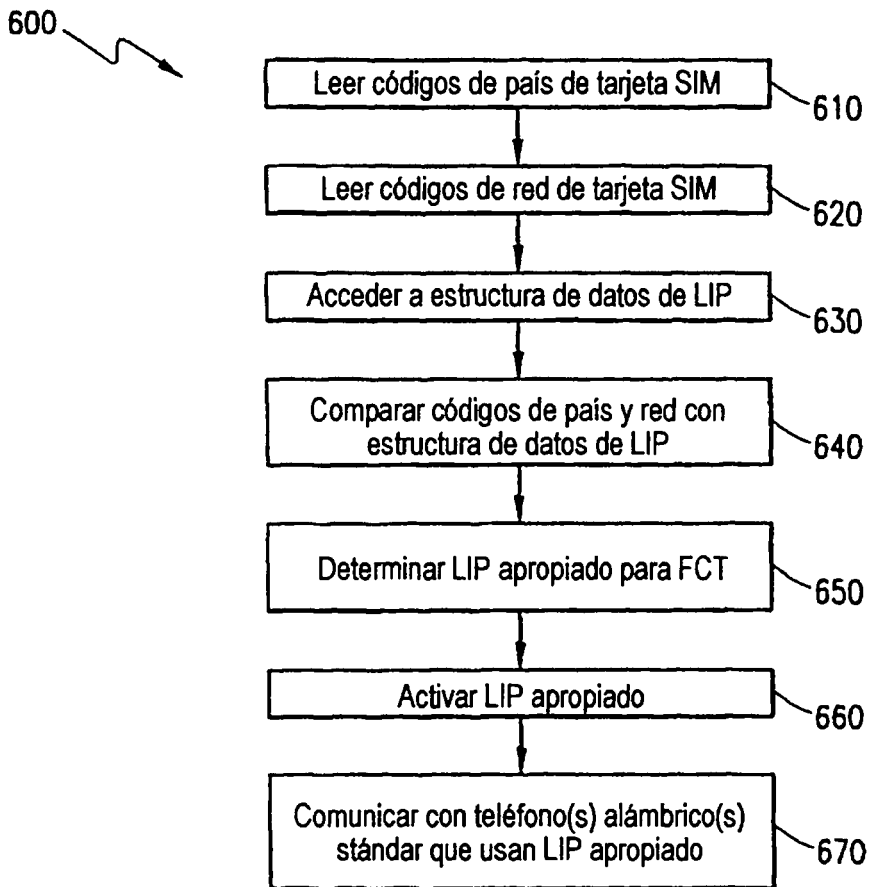 600
Leer códigos de país de tarjeta SIM
610
Leer códigos de red de tarjeta SIM
620
Acceder a estructura de datos de LIP
630
Comparar códigos de país y red con
estructura de datos de LIP
640
Determinar LIP apropiado para FCT
650
Activar LIP apropiado
660
Comunicar con teléfono(s) alámbrico(s)
stándar que usan LIP apropiado
670